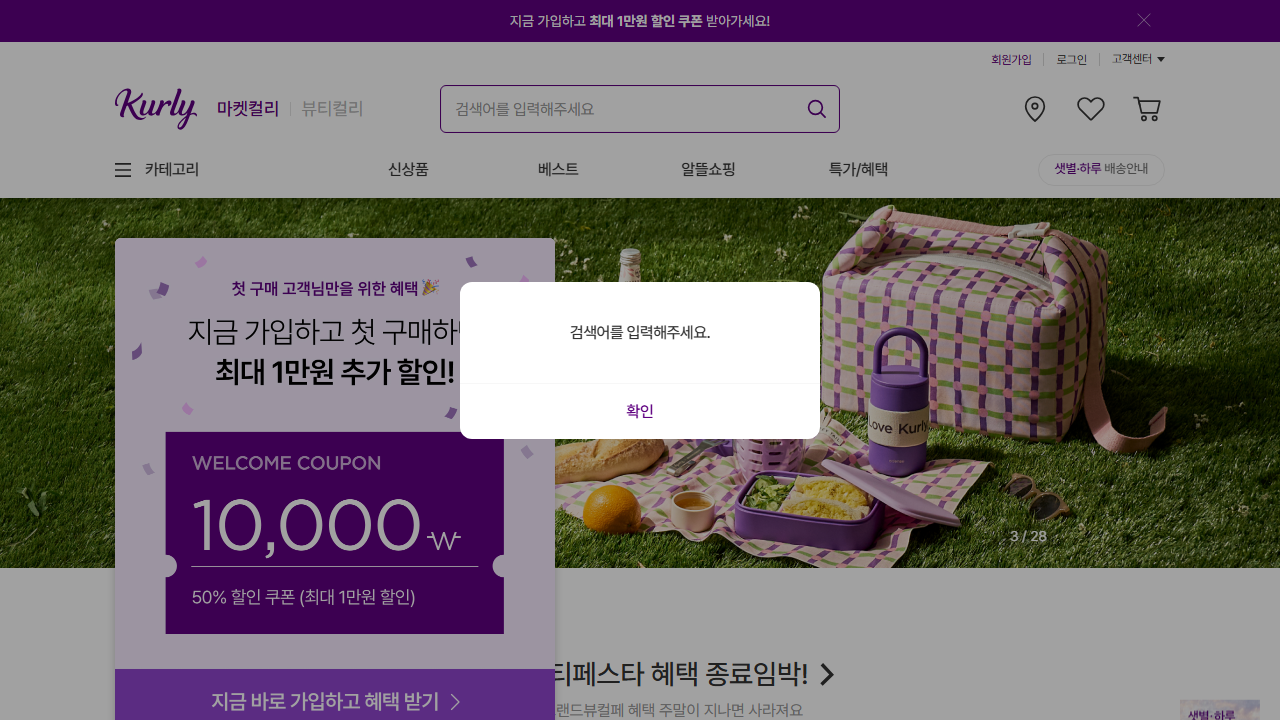 지금 가입하고 최대 1만원 할인 쿠폰 받아가세요!
회원가입 로그인 고객센터
Kurly 마켓컬리 뷰티컬리 검색어를 입력해주세요
카테고리 신상품 베스트 알뜰쇼핑 특가/혜택 샛별·하루 배송안내
첫 구매 고객님만을 위한 혜택
지금 가입하고 첫 구매하
최대 1만원 추가 할인!
검색어를 입력해주세요.
확인
Love Kurly
WELCOME COUPON
10,000₩
3 / 28
50% 할인 쿠폰 (최대 1만원 할인)
티페스타 혜택 종료임박!
지금 바로 가입하고 혜택 받기
랜드뷰컬페 혜택 주말이 지나면 사라져요
샛별·하루